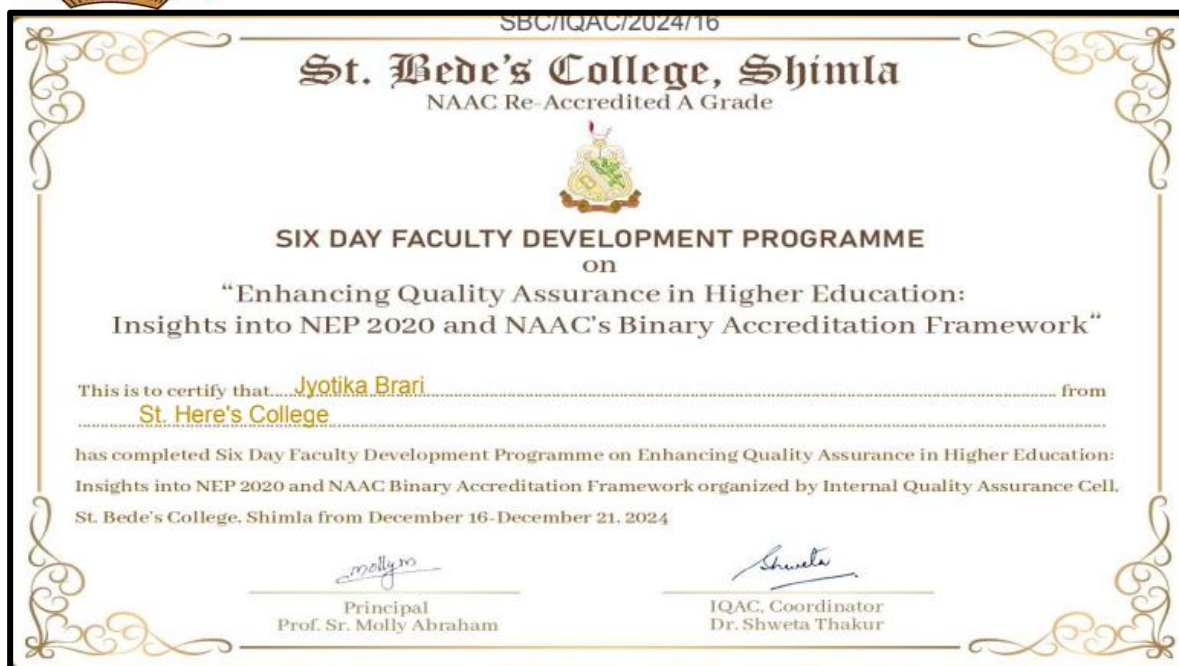 SBC/IQAC/2024/16
St. Bede's College, Shimla
NAAC Re-Accredited A Grade
B
SIX DAY FACULTY DEVELOPMENT PROGRAMME
on
“Enhancing Quality Assurance in Higher Education:
Insights into NEP 2020 and NAAC's Binary Accreditation Framework“
This is to certify that Jyotika Brari from
St. Here's College
has completed Six Day Faculty Development Programme on Enhancing Quality Assurance in Higher Education:
Insights into NEP 2020 and NAAC Binary Accreditation Framework organized by Internal Quality Assurance Cell,
St. Bede's College, Shimla from December 16-December 21, 2024
mollym Shweta
Principal IQAC, Coordinator
Prof. Sr. Molly Abraham Dr. Shweta Thakur